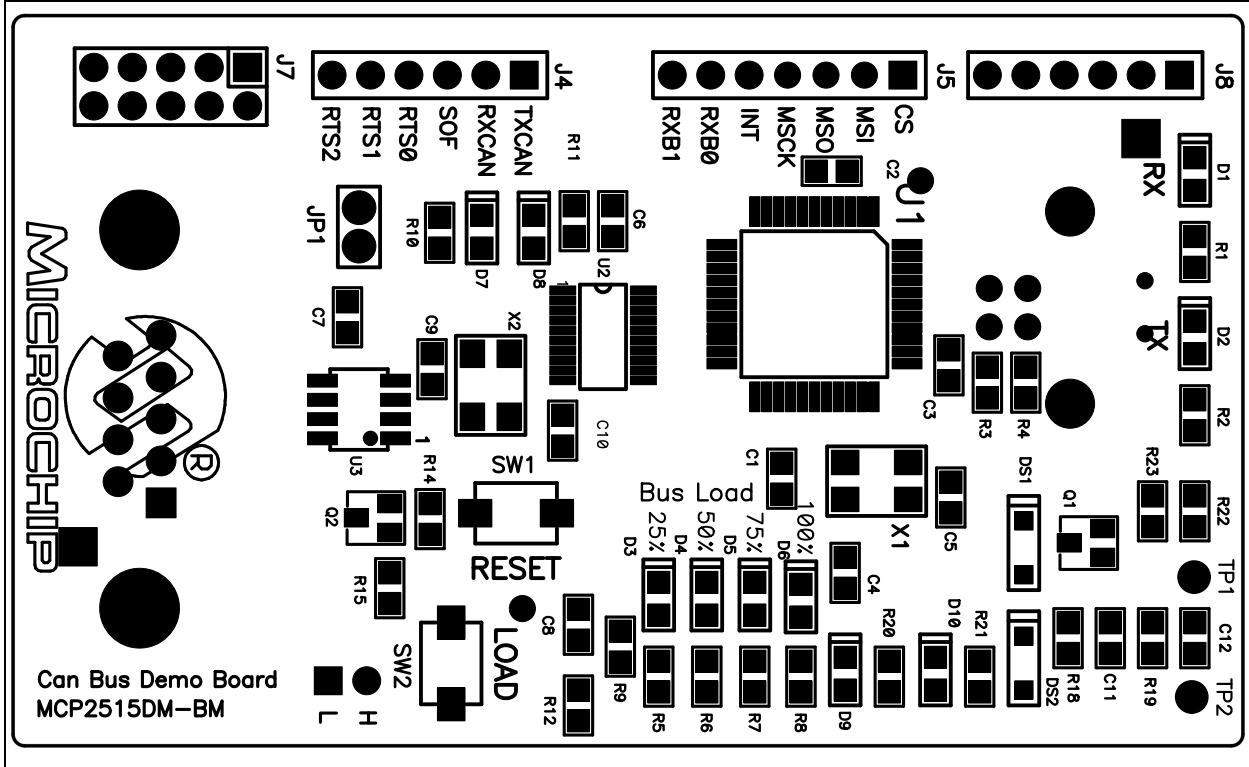 J7
J4
J5
J8
RTS2
RTS1
RTS0
SOF
RXCAN
TXCAN
RXB1
RXB0
INT
MSCK
MSO
MSI
CS
R11
C2
U1
RX
D1
JP1
R10
D7
D8
C6
U2
1
R1
MICROCHIP
®
C7
C9
X2
TX
D2
C3
R3
R4
R2
U3
1
C10
R14
SW1
C1
X1
C5
DS1
R23
Q1
R22
Q2
RESET
Bus Load
25%
50%
75%
100%
D3
D4
D5
D6
R15
C4
TP1
SW2
LOAD
C8
R9
R12
R5
R6
R7
R8
D9
R20
D10
R21
DS2
R18
C11
R19
C12
TP2
Can Bus Demo Board
MCP2515DM-BM
L
H